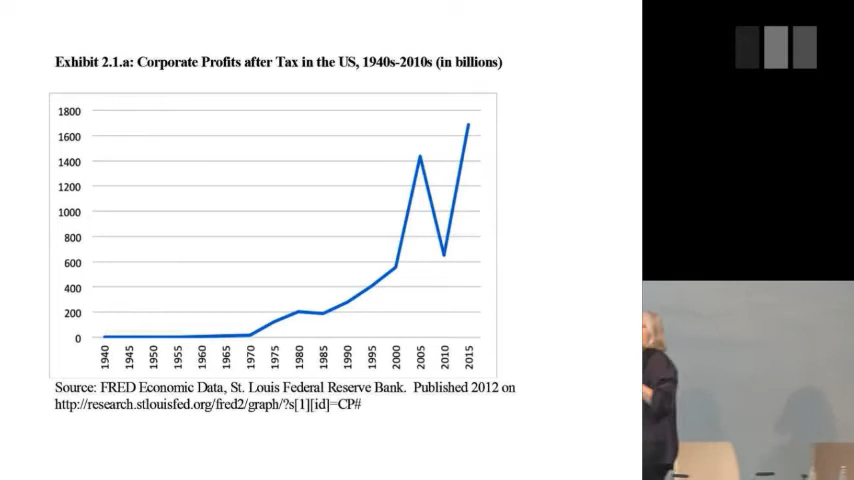 Exhibit 2.1.a: Corporate Profits after Tax in the US, 1940s-2010s (in billions)
1800
1600
1400
1200
1000
800
600
400
200
0
1940 1945 1950 1955 1960 1965 1970 1975 1980 1985 1990 1995 2000 2005 2010 2015
Source: FRED Economic Data, St. Louis Federal Reserve Bank. Published 2012 on
http://research.stlouisfed.org/fred2/graph/?s[1][id]=CP#